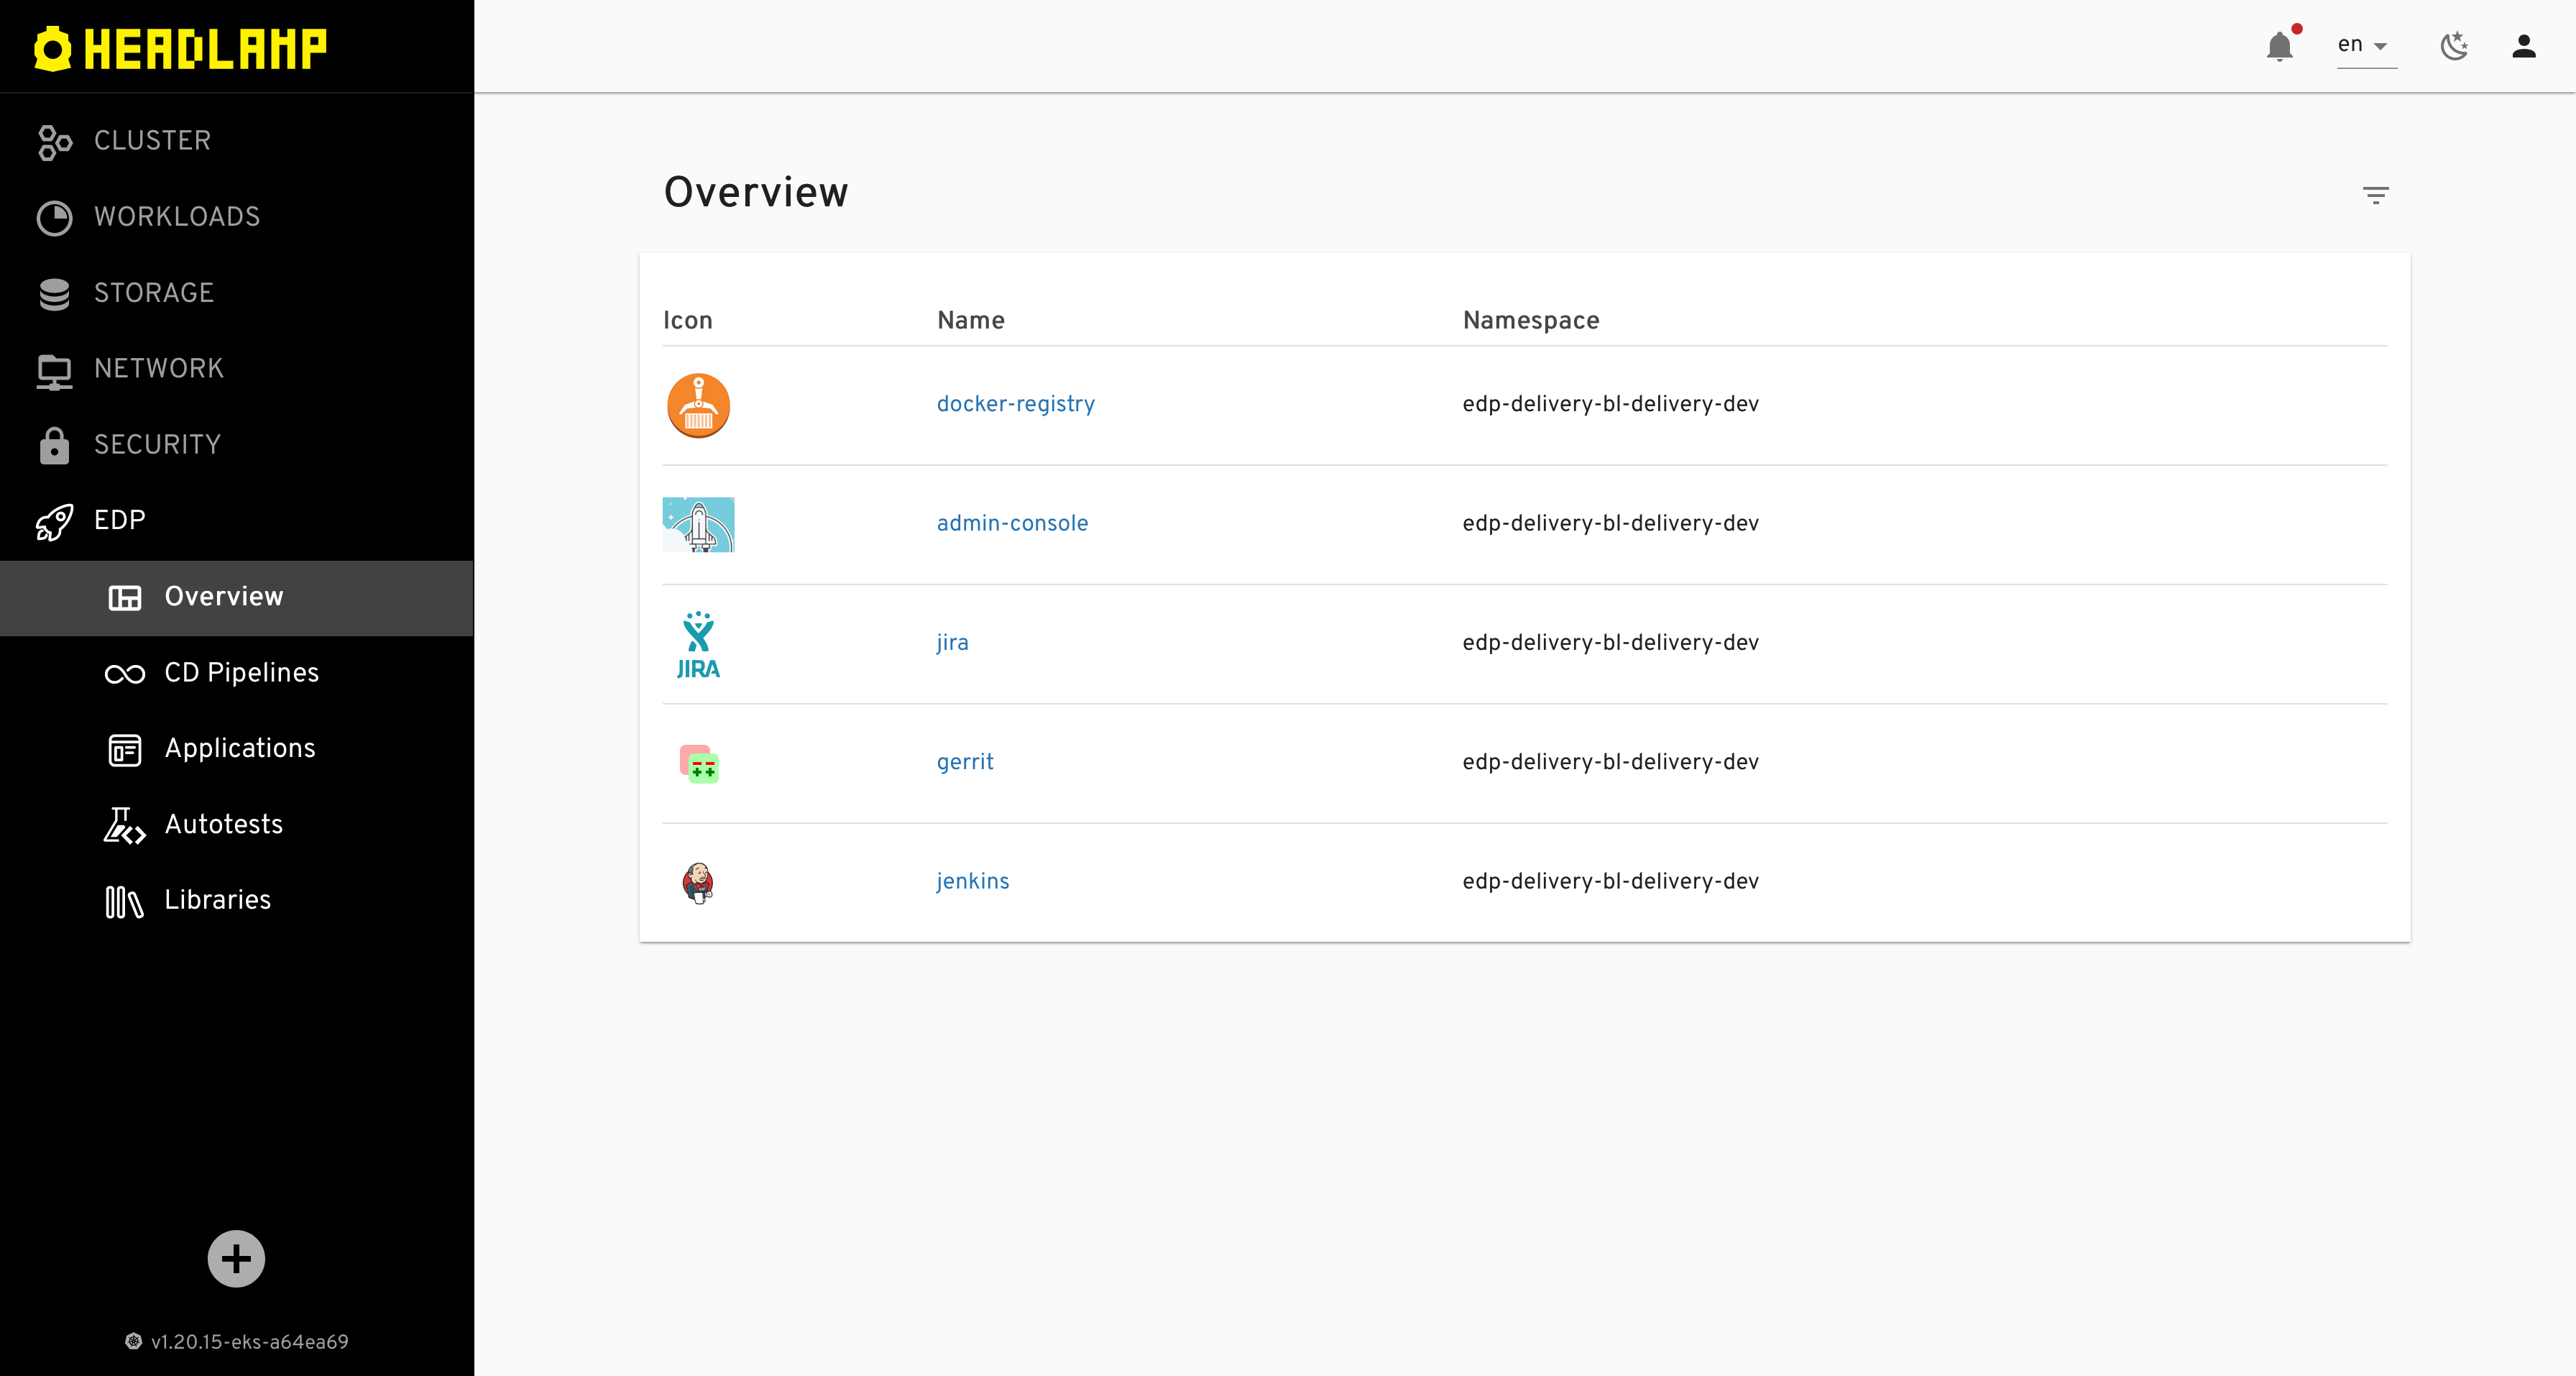 HEADLAMP
en
CLUSTER
WORKLOADS
STORAGE
NETWORK
SECURITY
EDP
Overview
CD Pipelines
Applications
Autotests
Libraries
v1.20.15-eks-a64ea69
Overview
Icon Name Namespace
docker-registry edp-delivery-bl-delivery-dev
admin-console edp-delivery-bl-delivery-dev
JIRA jira edp-delivery-bl-delivery-dev
gerrit edp-delivery-bl-delivery-dev
jenkins edp-delivery-bl-delivery-dev